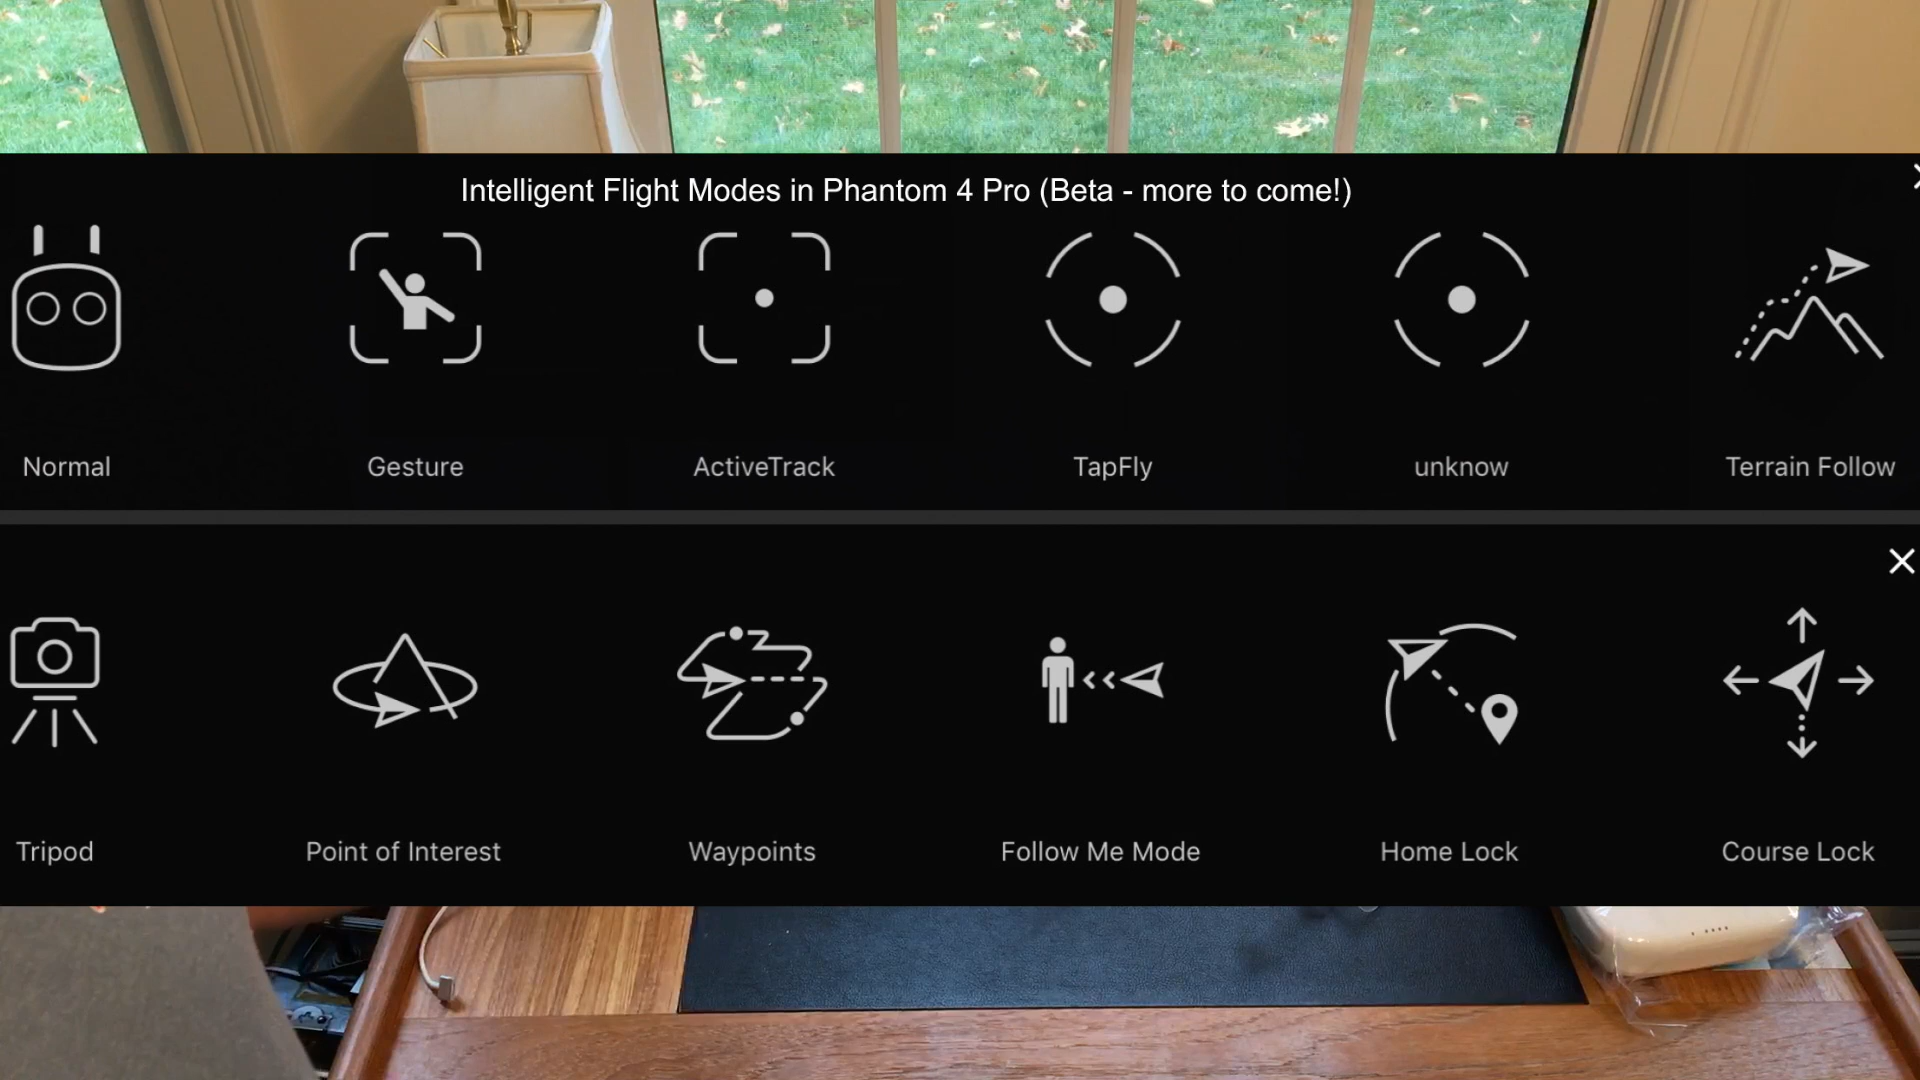 Intelligent Flight Modes in Phantom 4 Pro (Beta - more to come!)
Normal
Gesture
ActiveTrack
TapFly
unknow
Terrain Follow
Tripod
Point of Interest
Waypoints
Follow Me Mode
Home Lock
Course Lock